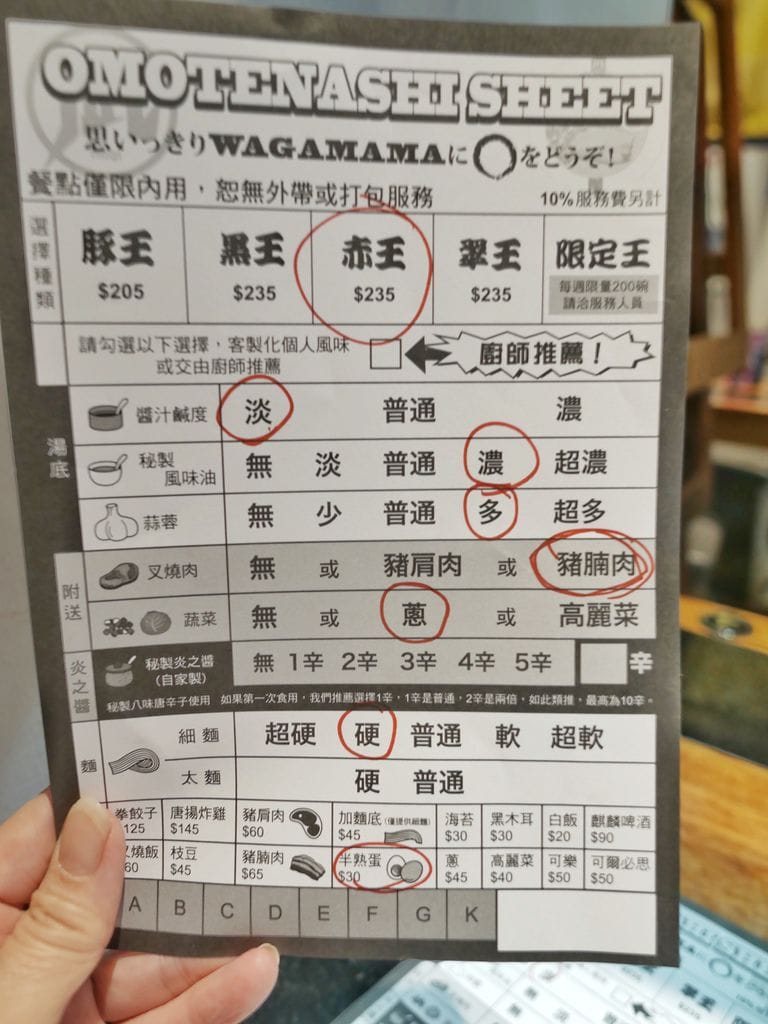 OMOTENASHI SHEET
思いっきりWAGAMAMAに◯をどうぞ!
餐點僅限內用，恕無外帶或打包服務 10%服務費另計
選擇種類 豚王 黑王 赤王 翠王 限定王
$205 $235 $235 $235 每週限量200碗 請洽服務人員
請勾選以下選擇，客製化個人風味
或交由廚師推薦 廚師推薦！
湯底
醬汁鹹度 淡 普通 濃
秘製風味油 無 淡 普通 濃 超濃
蒜蓉 無 少 普通 多 超多
附送
叉燒肉 無 或 豬肩肉 或 豬腩肉
蔬菜 無 或 蔥 或 高麗菜
炎之醬
秘製炎之醬(自家製) 無 1辛 2辛 3辛 4辛 5辛 辛
秘製八味唐辛子使用 如果第一次食用，我們推薦選擇1辛，1辛是普通，2辛是兩倍，如此類推，最高為10辛。
麵
細麵 超硬 硬 普通 軟 超軟
太麵 硬 普通
餃子 唐揚炸雞 豬肩肉 加麵底(僅提供細麵) 海苔 黑木耳 白飯 麒麟啤酒
125 $145 $60 $45 $30 $30 $20 $90
燒飯 枝豆 豬腩肉 半熟蛋 蔥 高麗菜 可樂 可爾必思
60 $45 $65 $30 $45 $40 $50 $50
A B C D E F G K